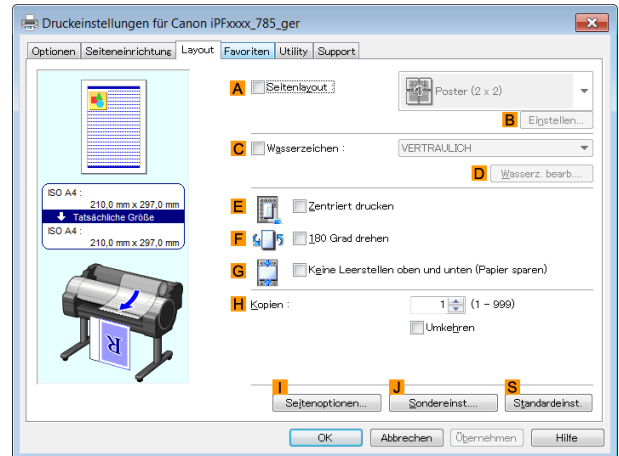 Druckeinstellungen für Canon iPFxxxx_785_ger
Optionen Seiteneinrichtung Layout Favoriten Utility Support
A Seitenlayout : Poster (2 x 2)
B Einstellen...
C Wasserzeichen : VERTRAULICH
D Wasserz. bearb....
ISO A4 :
210,0 mm x 297,0 mm
Tatsächliche Größe
ISO A4 :
210,0 mm x 297,0 mm
E Zentriert drucken
F 180 Grad drehen
G Keine Leerstellen oben und unten (Papier sparen)
H Kopien : 1 (1 - 999)
Umkehren
R
I J S
Seitenoptionen... Sondereinst.... Standardeinst.
OK Abbrechen Übernehmen Hilfe